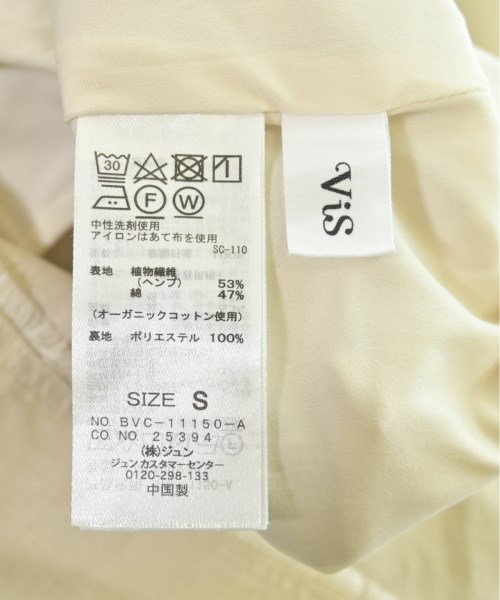 30
F W
中性洗剤使用
アイロンはあて布を使用
SC-110
表地 植物繊維
(ヘンプ) 53%
綿 47%
(オーガニックコットン使用)
裏地 ポリエステル 100%
SIZE S
NO. BVC-11150-A
CO. NO. 25394
(株)ジュン
ジュン カスタマーセンター
0120-298-133
中国製
ViS